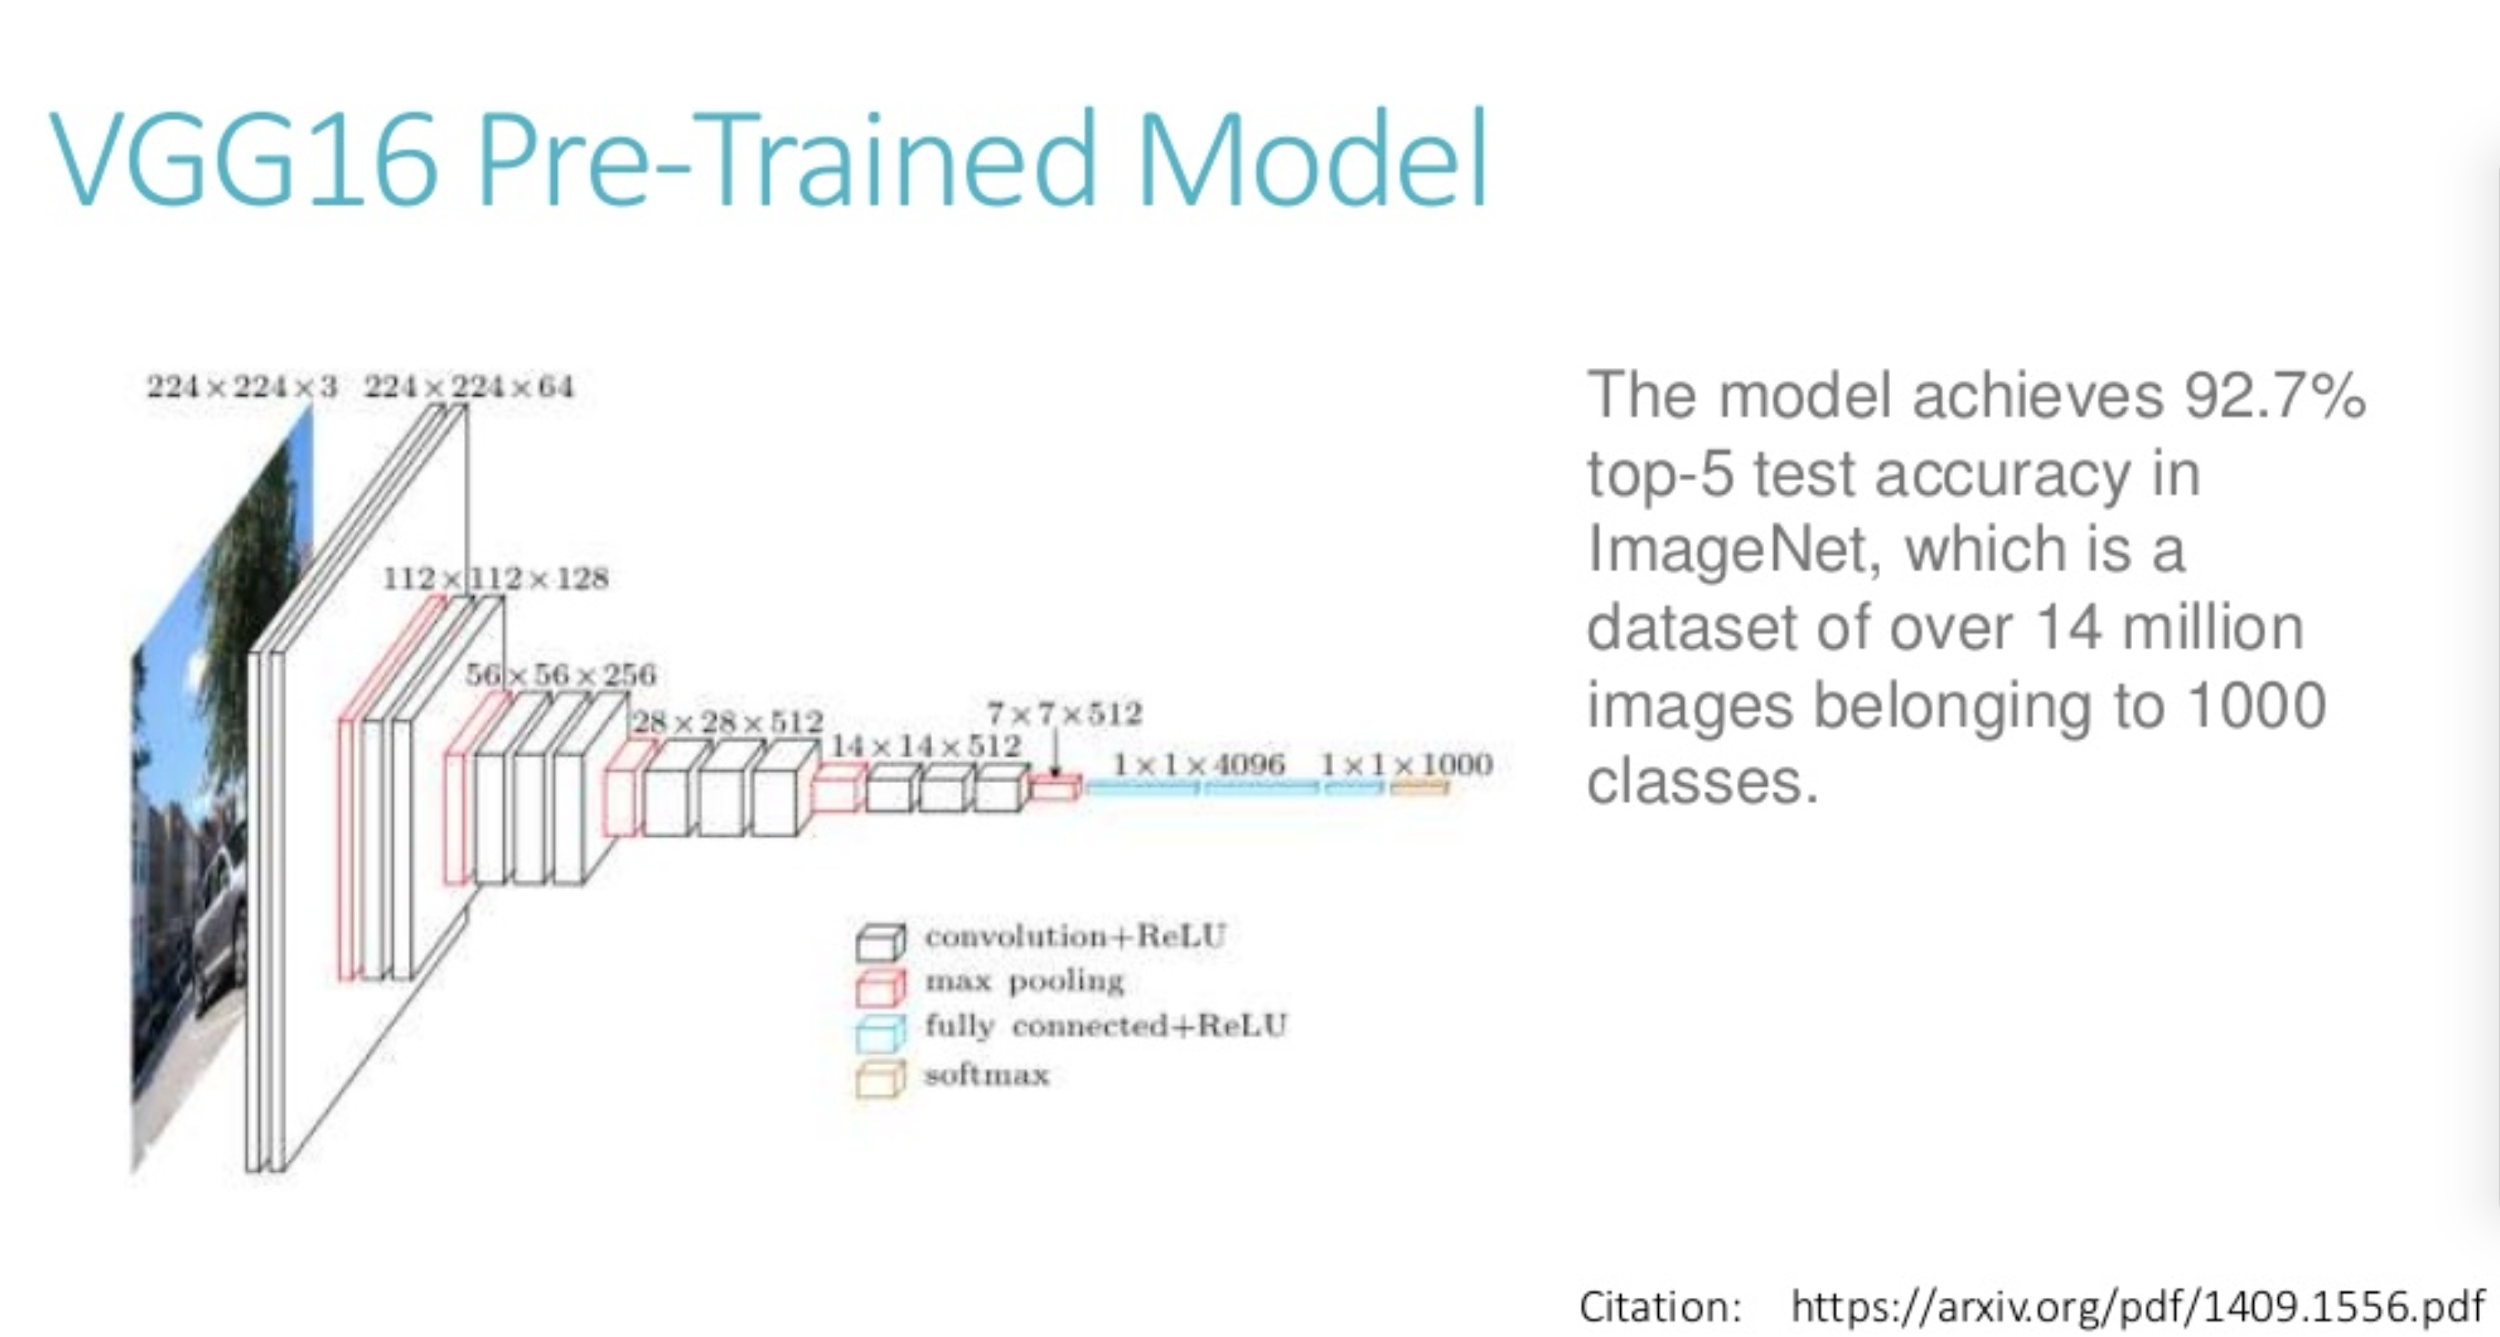 VGG16 Pre-Trained Model
224×224×3 224×224×64
112×112×128
56×56×256
28×28×512
14×14×512
7×7×512
1×1×4096 1×1×1000
convolution+ReLU
max pooling
fully connected+ReLU
softmax
The model achieves 92.7%
top-5 test accuracy in
ImageNet, which is a
dataset of over 14 million
images belonging to 1000
classes.
Citation: https://arxiv.org/pdf/1409.1556.pdf